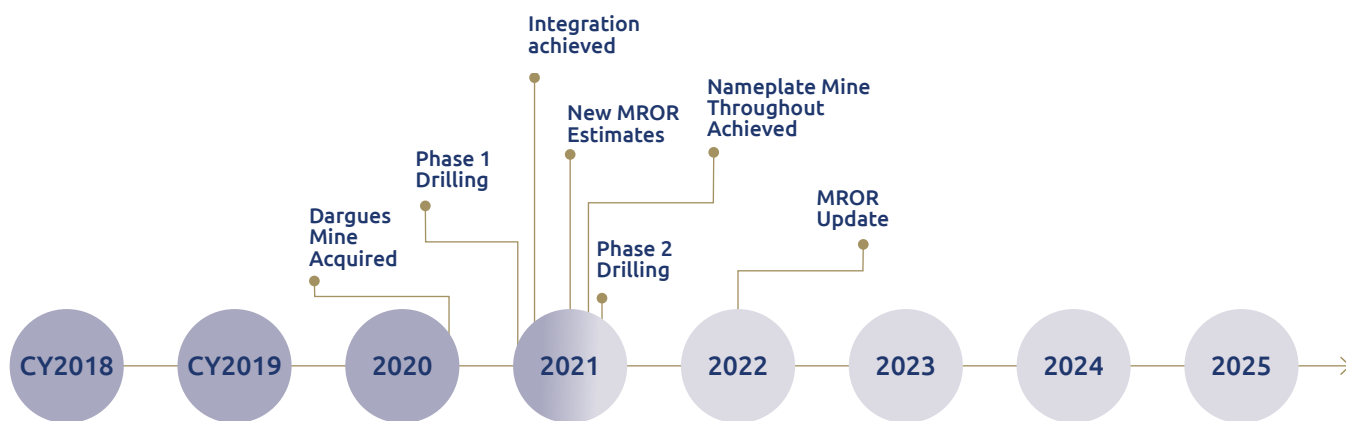 Integration
achieved
New MROR
Estimates
Nameplate Mine
Throughout
Achieved
Phase 1
Drilling
MROR
Update
Dargues
Mine
Acquired
Phase 2
Drilling
CY2018
CY2019
2020
2021
2022
2023
2024
2025